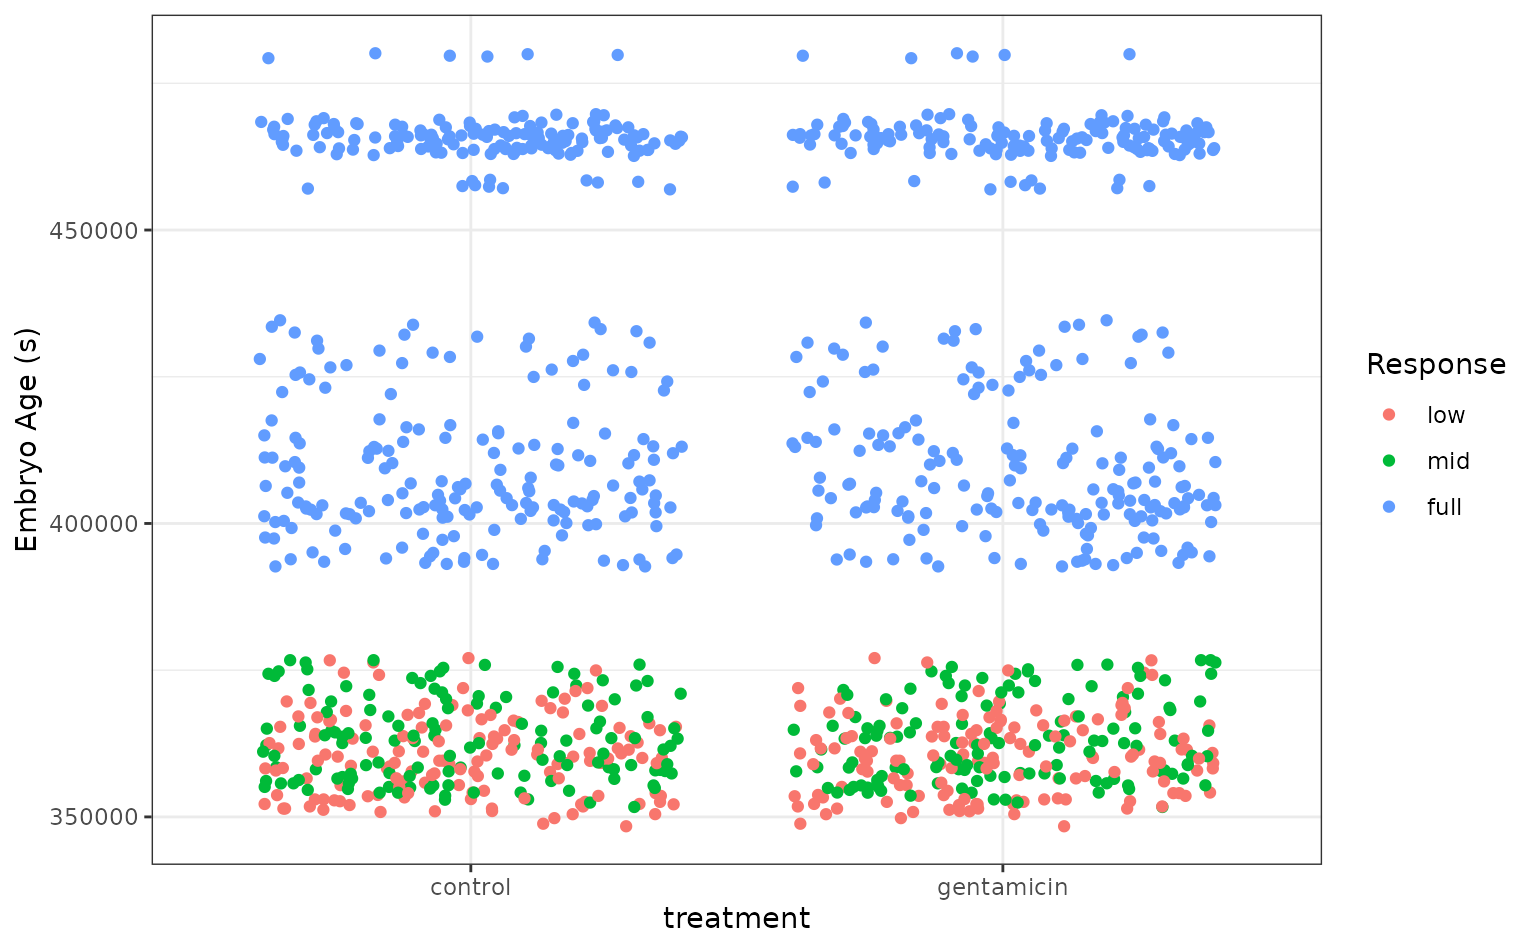 Embryo Age (s)
450000
400000
350000
control
gentamicin
treatment
Response
low
mid
full